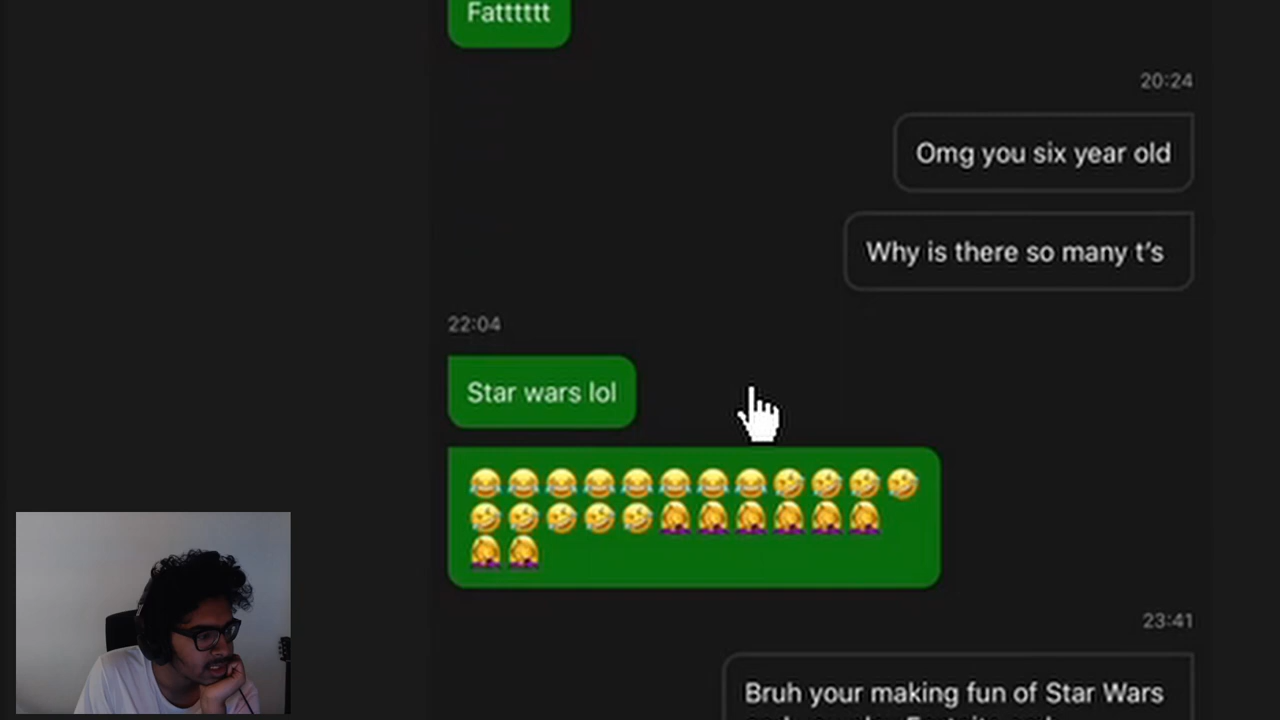 Fatttttt
20:24
Omg you six year old
Why is there so many t's
22:04
Star wars lol
😂😂😂😂😂😂😂😂🤣🤣🤣🤣
🤣🤣🤣🤣🤣🤦‍♀️🤦‍♀️🤦‍♀️🤦‍♀️🤦‍♀️🤦‍♀️
🤦‍♀️🤦‍♀️
23:41
Bruh your making fun of Star Wars